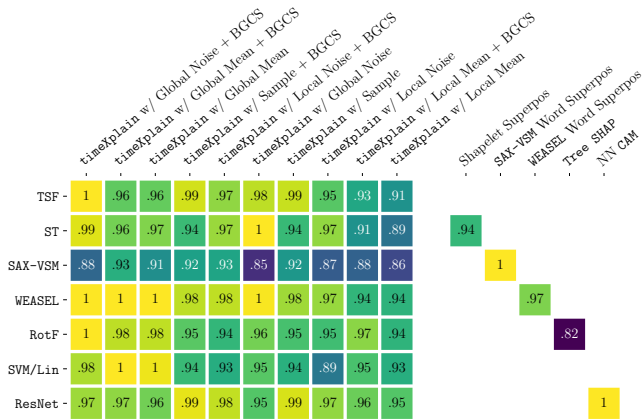 timeXplain w/ Global Noise + BGCS
timeXplain w/ Global Mean + BGCS
timeXplain w/ Global Mean
timeXplain w/ Sample + BGCS
timeXplain w/ Local Noise + BGCS
timeXplain w/ Global Noise
timeXplain w/ Sample
timeXplain w/ Local Noise
timeXplain w/ Local Mean + BGCS
timeXplain w/ Local Mean
Shapelet Superpos
SAX-VSM Word Superpos
WEASEL Word Superpos
Tree SHAP
NN CAM
TSF 1 .96 .96 .99 .97 .98 .99 .95 .93 .91
ST .99 .96 .97 .94 .97 1 .94 .97 .91 .89 .94
SAX-VSM .88 .93 .91 .92 .93 .85 .92 .87 .88 .86 1
WEASEL 1 1 1 .98 .98 1 .98 .97 .94 .94 .97
RotF 1 .98 .98 .95 .94 .96 .95 .95 .97 .94 .82
SVM/Lin .98 1 1 .94 .93 .95 .94 .89 .95 .93
ResNet .97 .97 .96 .99 .98 .95 .99 .97 .96 .95 1